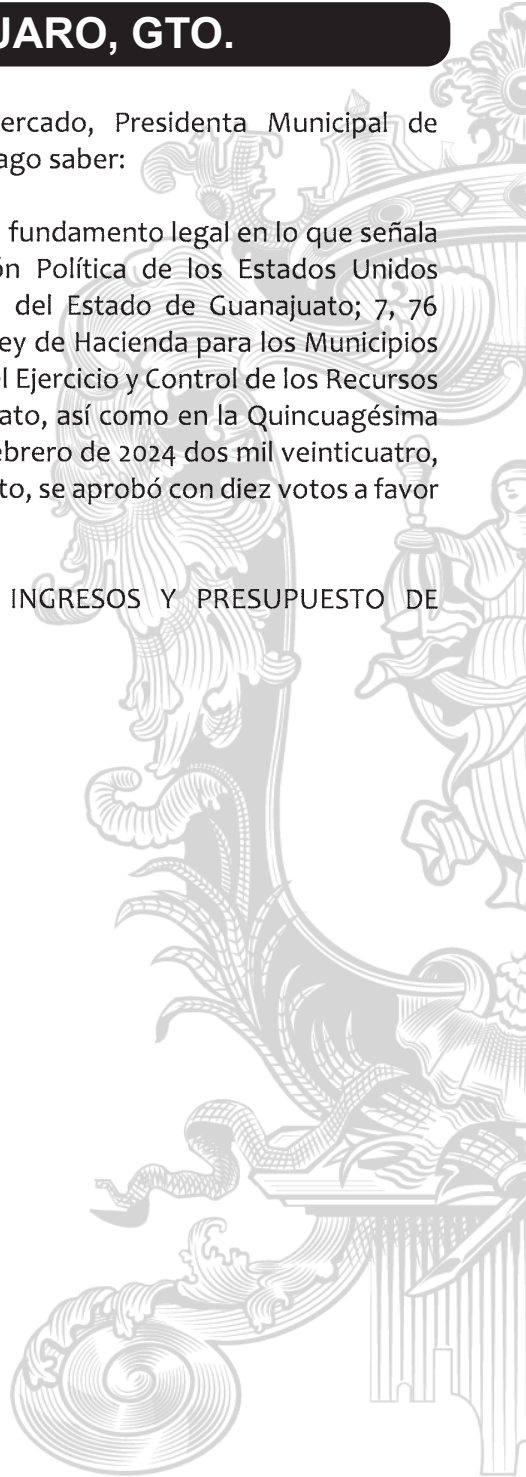 JARO, GTO.
ercado, Presidenta Municipal de
ago saber:
fundamento legal en lo que señala
ón Política de los Estados Unidos
del Estado de Guanajuato; 7, 76
ey de Hacienda para los Municipios
el Ejercicio y Control de los Recursos
ato, así como en la Quincuagésima
ebrero de 2024 dos mil veinticuatro,
to, se aprobó con diez votos a favor
INGRESOS Y PRESUPUESTO DE